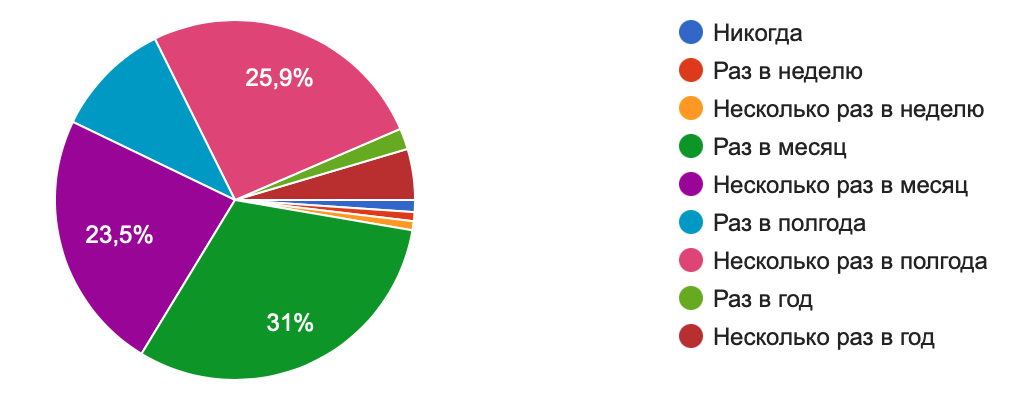 25,9%
23,5%
31%
Никогда
Раз в неделю
Несколько раз в неделю
Раз в месяц
Несколько раз в месяц
Раз в полгода
Несколько раз в полгода
Раз в год
Несколько раз в год